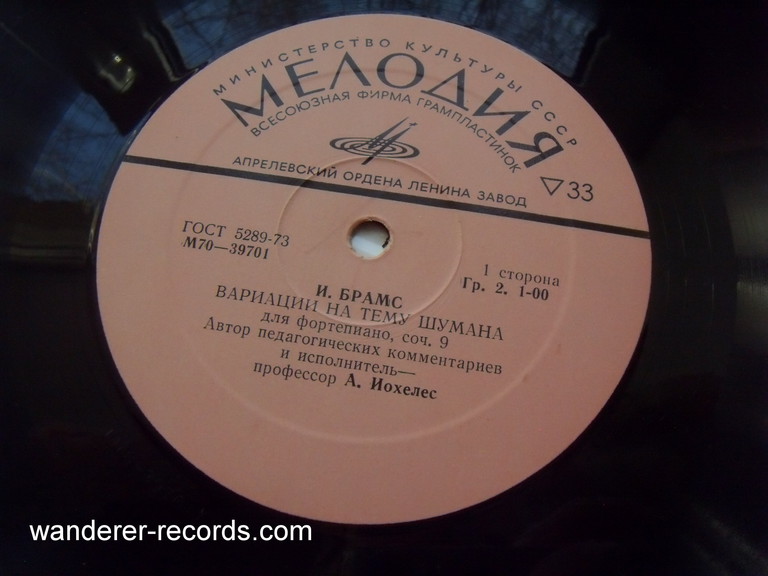 МИНИСТЕРСТВО КУЛЬТУРЫ СССР
МЕЛОДИЯ
ВСЕСОЮЗНАЯ ФИРМА ГРАМПЛАСТИНОК
АПРЕЛЕВСКИЙ ОРДЕНА ЛЕНИНА ЗАВОД
33
ГОСТ 5289-73
М70—39701
1 сторона
Гр. 2. 1-00
И. БРАМС
ВАРИАЦИИ НА ТЕМУ ШУМАНА
для фортепиано, соч. 9
Автор педагогических комментариев
и исполнитель—
профессор А. Иохелес
wanderer-records.com